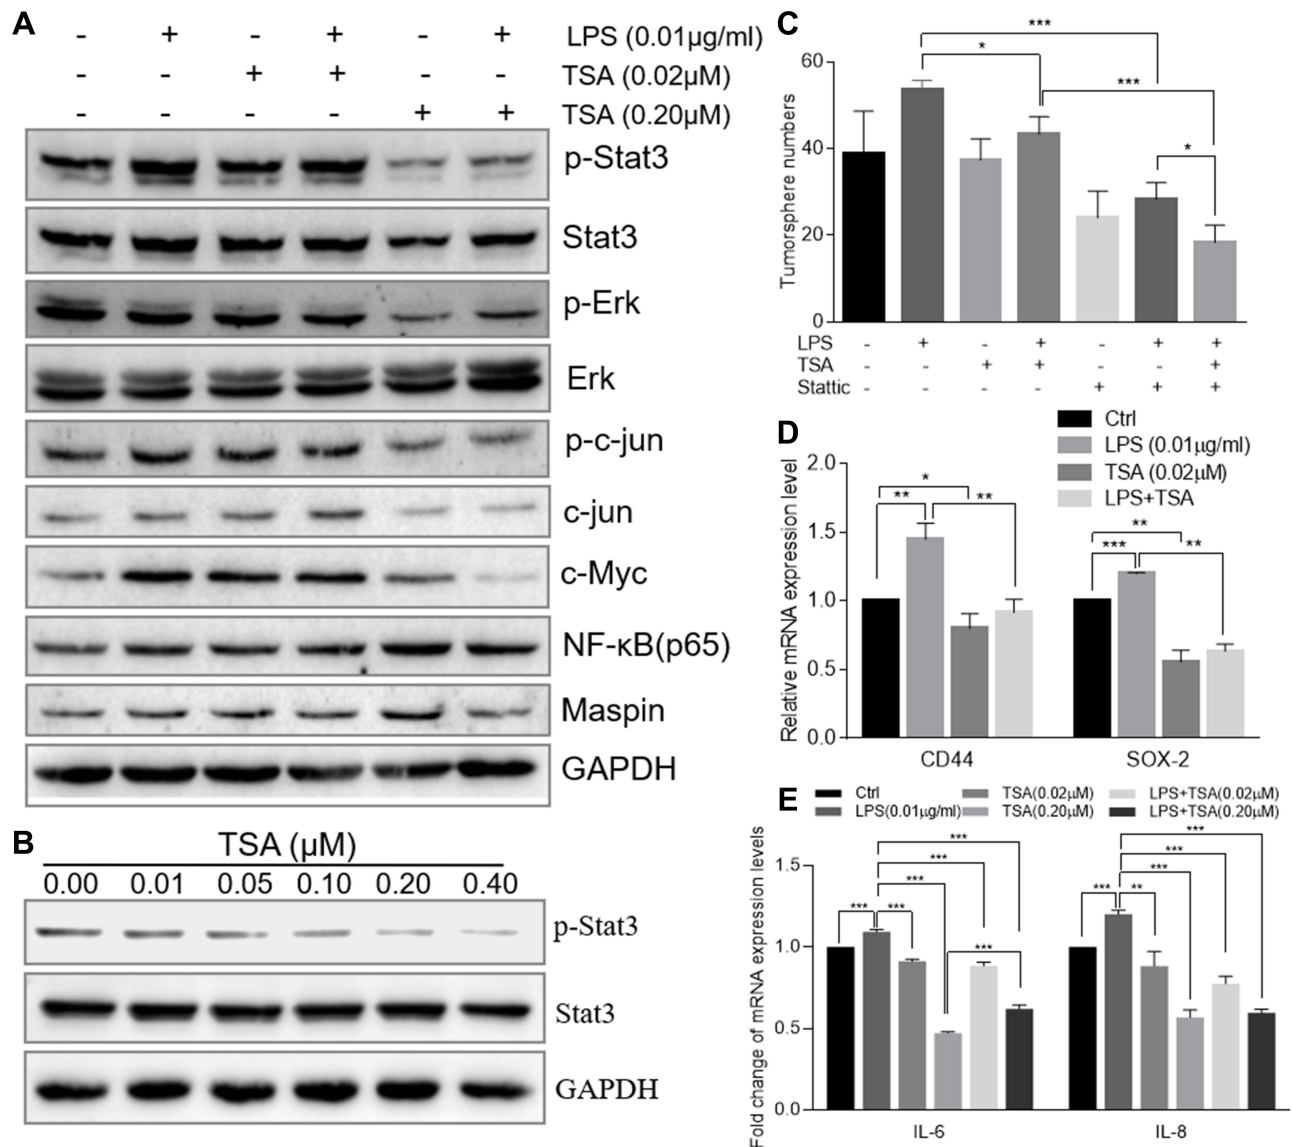 A
- + - + - + LPS (0.01μg/ml)
- - + + - - TSA (0.02μM)
- - - - + + TSA (0.20μM)
p-Stat3
Stat3
p-Erk
Erk
p-c-jun
c-jun
c-Myc
NF-κB(p65)
Maspin
GAPDH
B
TSA (μM)
0.00 0.01 0.05 0.10 0.20 0.40
p-Stat3
Stat3
GAPDH
C
***
*
***
*
Tumorsphere numbers
60
40
20
0
LPS - + - + - + +
TSA - - + + - - +
Stattic - - - - + + +
D
Ctrl
LPS (0.01μg/ml)
TSA (0.02μM)
LPS+TSA
Relative mRNA expression level
2.0
1.5
1.0
0.5
0.0
*
** **
**
*** **
CD44 SOX-2
E
Ctrl TSA(0.02μM) LPS+TSA(0.02μM)
LPS(0.01μg/ml) TSA(0.20μM) LPS+TSA(0.20μM)
Fold change of mRNA expression levels
1.5
1.0
0.5
0.0
***
***
***
*** ***
***
***
***
***
*** **
IL-6 IL-8